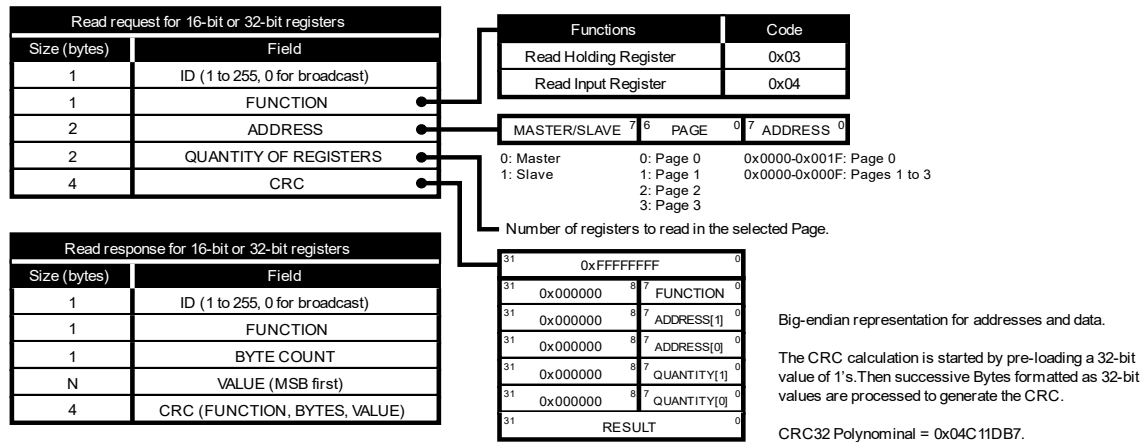 Read request for 16-bit or 32-bit registers
Size (bytes) Field
1 ID (1 to 255, 0 for broadcast)
1 FUNCTION
2 ADDRESS
2 QUANTITY OF REGISTERS
4 CRC
Functions Code
Read Holding Register 0x03
Read Input Register 0x04
MASTER/SLAVE 7 6 PAGE 0 7 ADDRESS 0
0: Master 0: Page 0 0x0000-0x001F: Page 0
1: Slave 1: Page 1 0x0000-0x000F: Pages 1 to 3
2: Page 2
3: Page 3
Number of registers to read in the selected Page.
Read response for 16-bit or 32-bit registers
Size (bytes) Field
1 ID (1 to 255, 0 for broadcast)
1 FUNCTION
1 BYTE COUNT
N VALUE (MSB first)
4 CRC (FUNCTION, BYTES, VALUE)
31 0xFFFFFFFF 0
31 0x000000 8 7 FUNCTION 0
31 0x000000 8 7 ADDRESS[1] 0
31 0x000000 8 7 ADDRESS[0] 0
31 0x000000 8 7 QUANTITY[1] 0
31 0x000000 8 7 QUANTITY[0] 0
31 RESULT 0
Big-endian representation for addresses and data.
The CRC calculation is started by pre-loading a 32-bit
value of 1's.Then successive Bytes formatted as 32-bit
values are processed to generate the CRC.
CRC32 Polynominal = 0x04C11DB7.